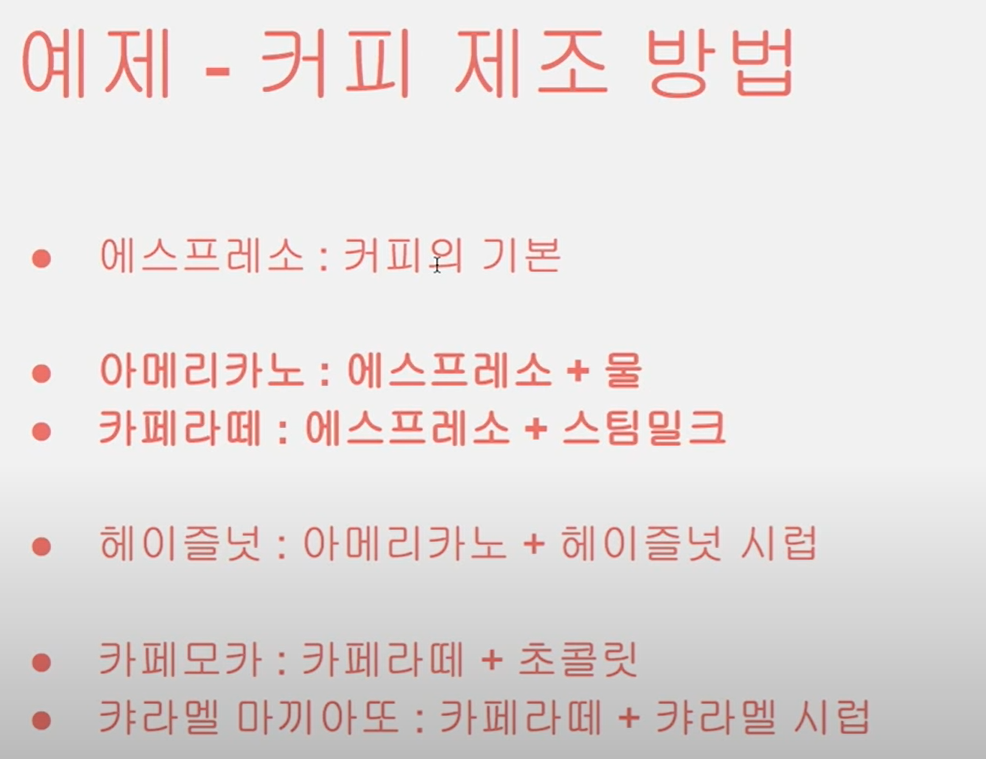 예제 - 커피 제조 방법
● 에스프레소 : 커피의 기본
● 아메리카노 : 에스프레소 + 물
● 카페라떼 : 에스프레소 + 스팀밀크
● 헤이즐넛 : 아메리카노 + 헤이즐넛 시럽
● 카페모카 : 카페라떼 + 초콜릿
● 캬라멜 마끼아또 : 카페라떼 + 캬라멜 시럽